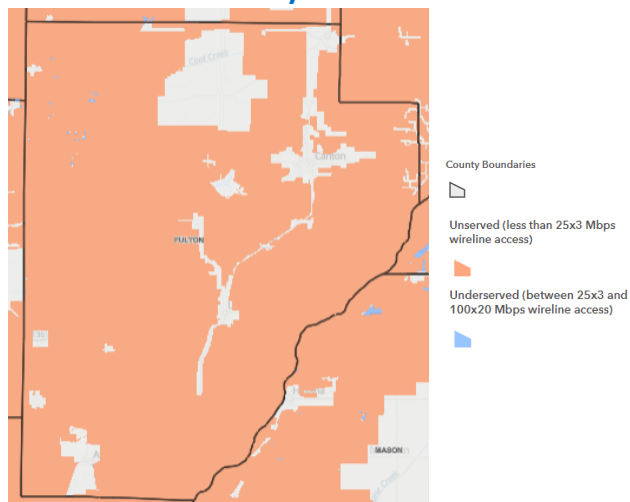 Canton
FULTON
MASON
County Boundaries
Unserved (less than 25x3 Mbps
wireline access)
Underserved (between 25x3 and
100x20 Mbps wireline access)